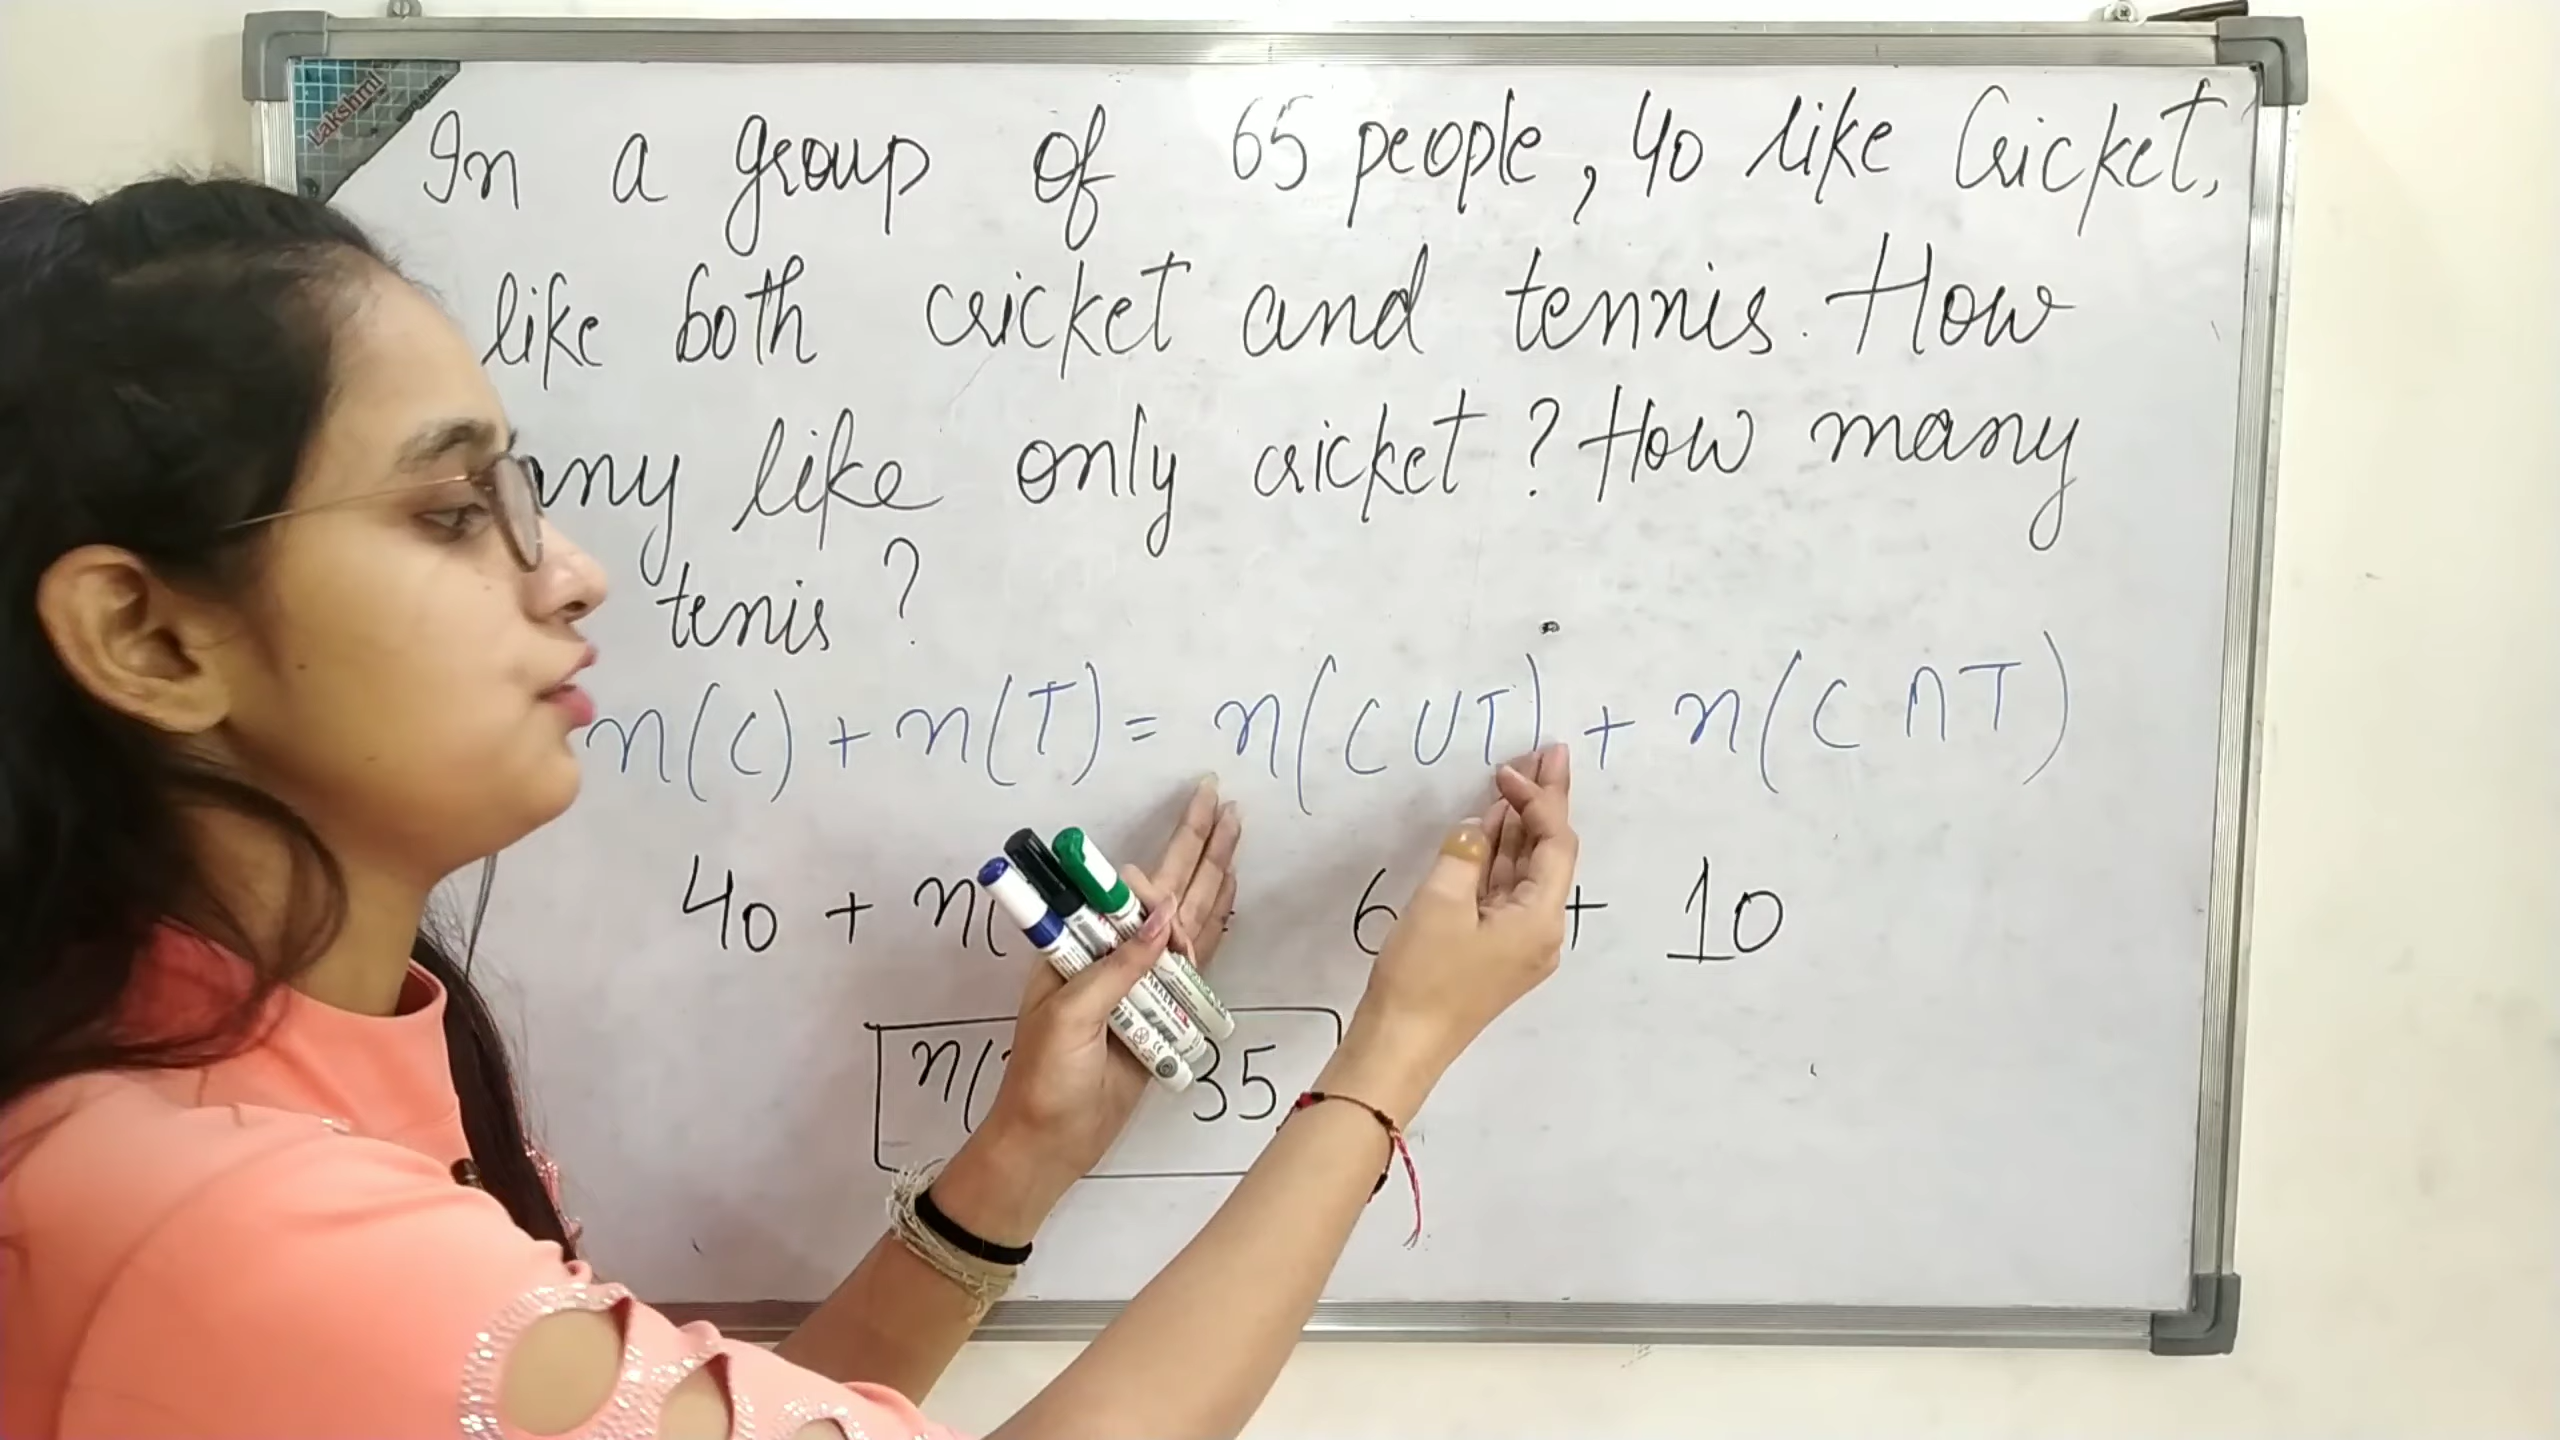 Lakshmi
In a group of 65 people, 40 like Cricket,
like both cricket and tennis. How
like only cricket? How many
tenis?
n(C) + n(T) = n(C ∪ T) + n(C ∩ T)
40 + n( 6 + 10
n( 35